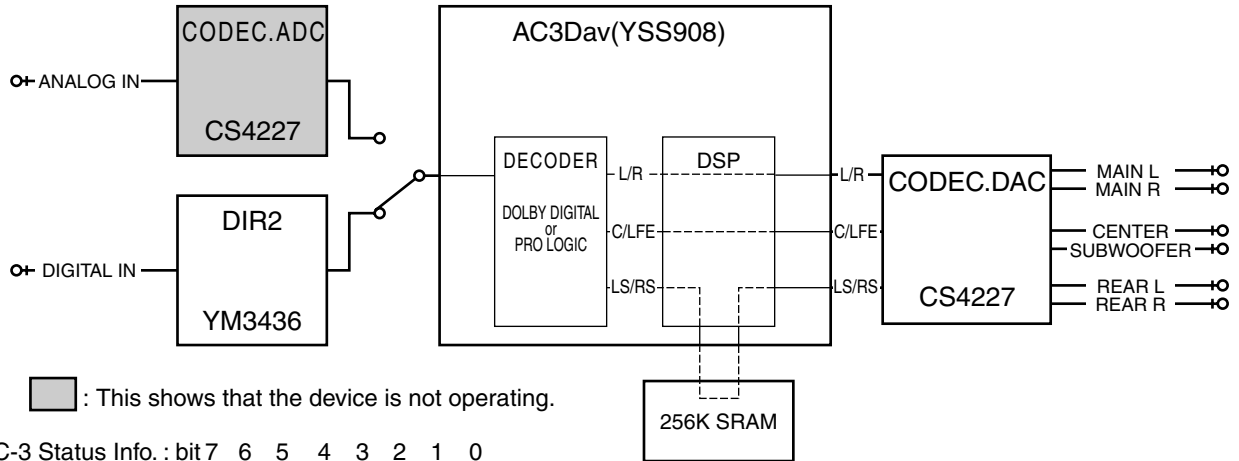 CODEC.ADC
CS4227
ANALOG IN
DIR2
YM3436
DIGITAL IN
AC3Dav(YSS908)
DECODER
DOLBY DIGITAL
or
PRO LOGIC
L/R
C/LFE
LS/RS
DSP
256K SRAM
L/R
C/LFE
LS/RS
CODEC.DAC
CS4227
MAIN L
MAIN R
CENTER
SUBWOOFER
REAR L
REAR R
: This shows that the device is not operating.
C-3 Status Info. : bit 7 6 5 4 3 2 1 0